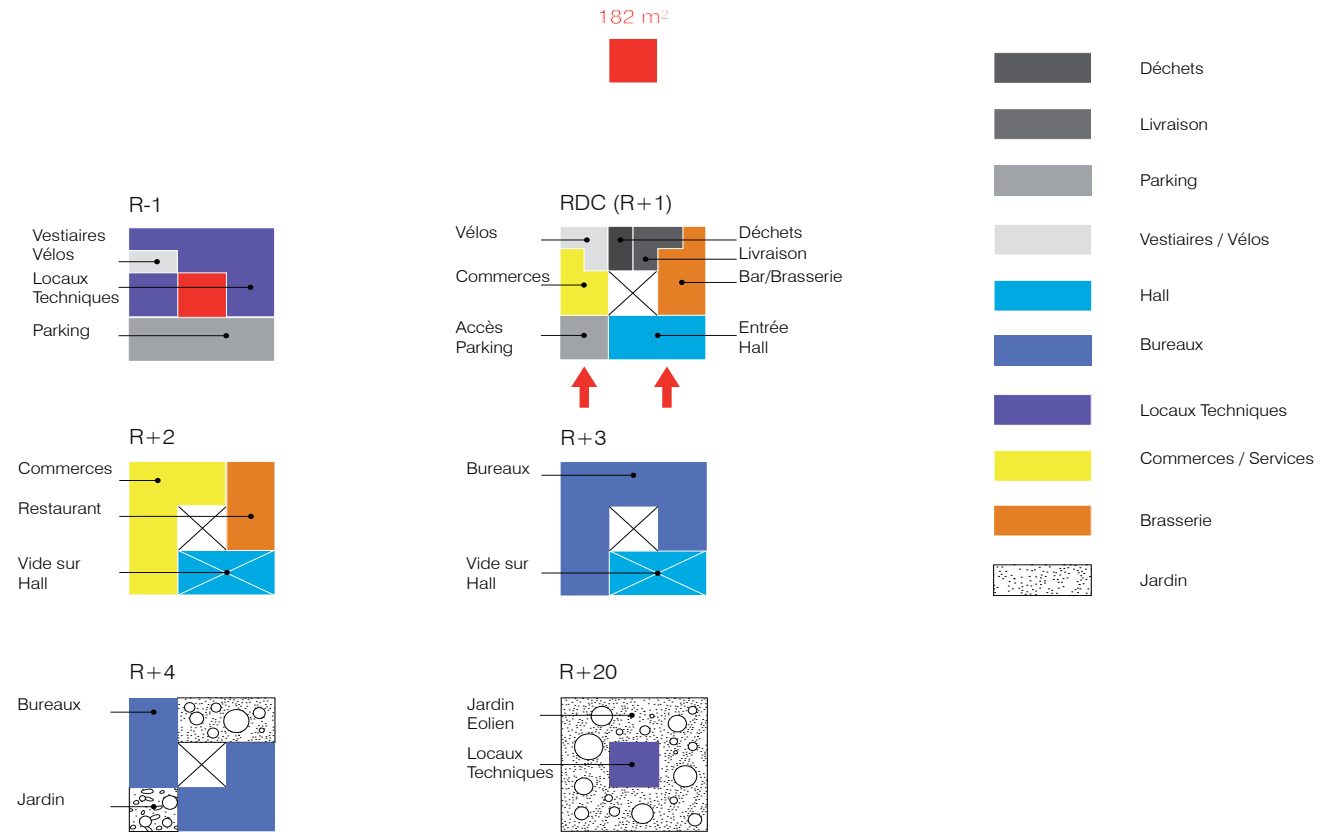 182 m²
R-1
Vestiaires
Vélos
Locaux
Techniques
Parking
RDC (R+1)
Vélos
Commerces
Accès
Parking
Déchets
Livraison
Bar/Brasserie
Entrée
Hall
R+2
Commerces
Restaurant
Vide sur
Hall
R+3
Bureaux
Vide sur
Hall
R+4
Bureaux
Jardin
R+20
Jardin
Eolien
Locaux
Techniques
Déchets
Livraison
Parking
Vestiaires / Vélos
Hall
Bureaux
Locaux Techniques
Commerces / Services
Brasserie
Jardin